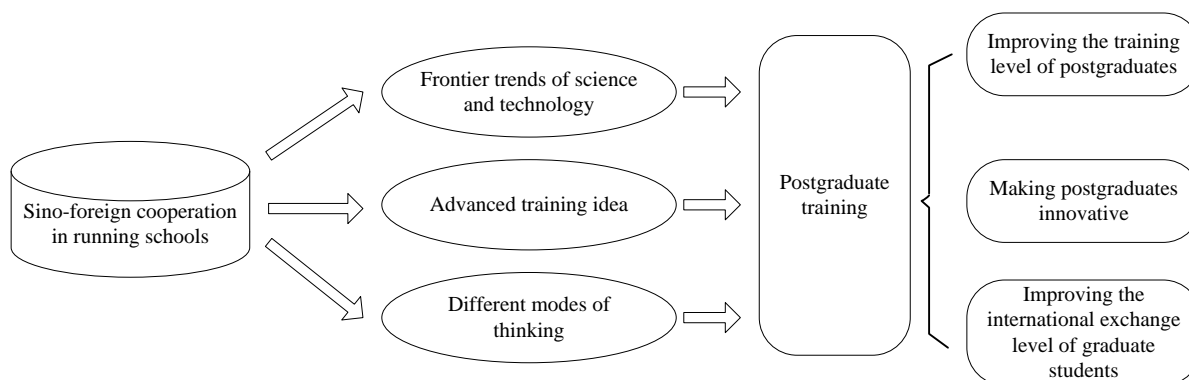 Sino-foreign cooperation
in running schools
Frontier trends of science
and technology
Advanced training idea
Different modes of
thinking
Postgraduate
training
Improving the training
level of postgraduates
Making postgraduates
innovative
Improving the
international exchange
level of graduate
students